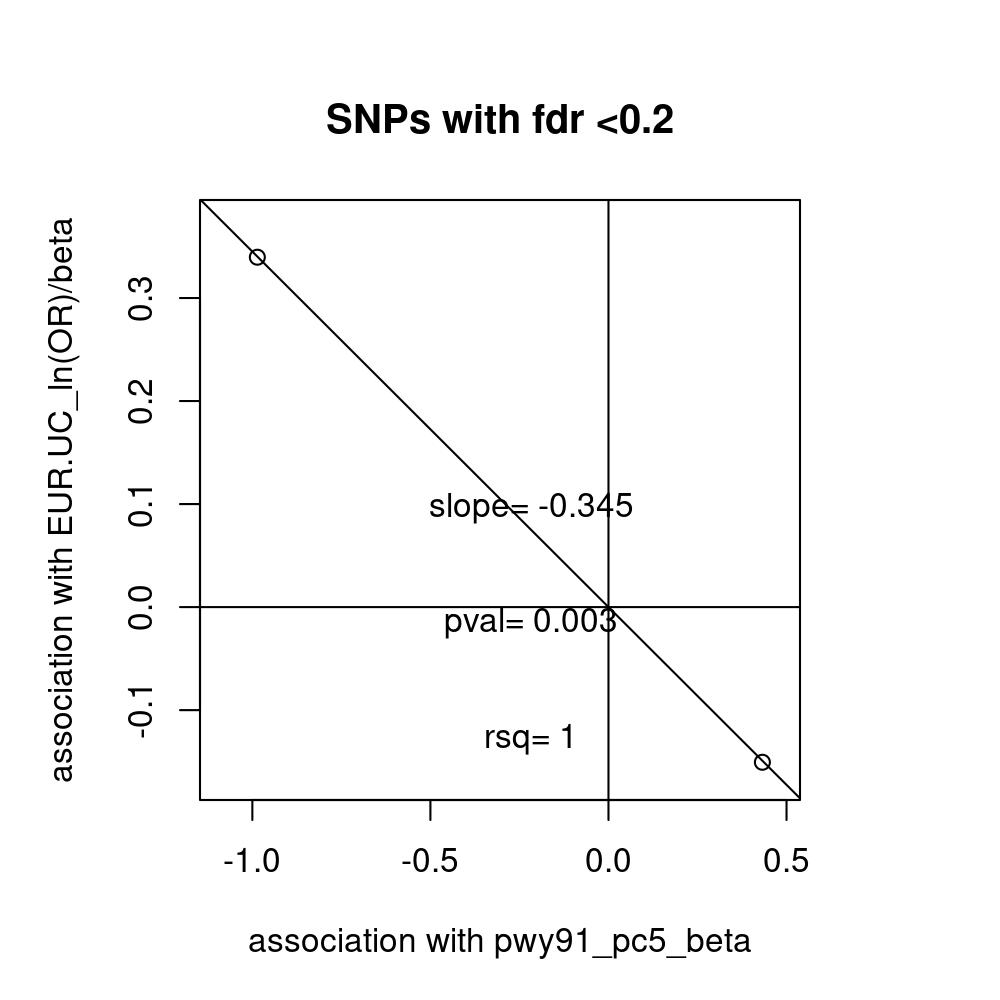 SNPs with fdr <0.2
association with EUR.UC_ln(OR)/beta
0.3
0.2
0.1
0.0
-0.1
slope= -0.345
pval= 0.003
rsq= 1
-1.0 -0.5 0.0 0.5
association with pwy91_pc5_beta